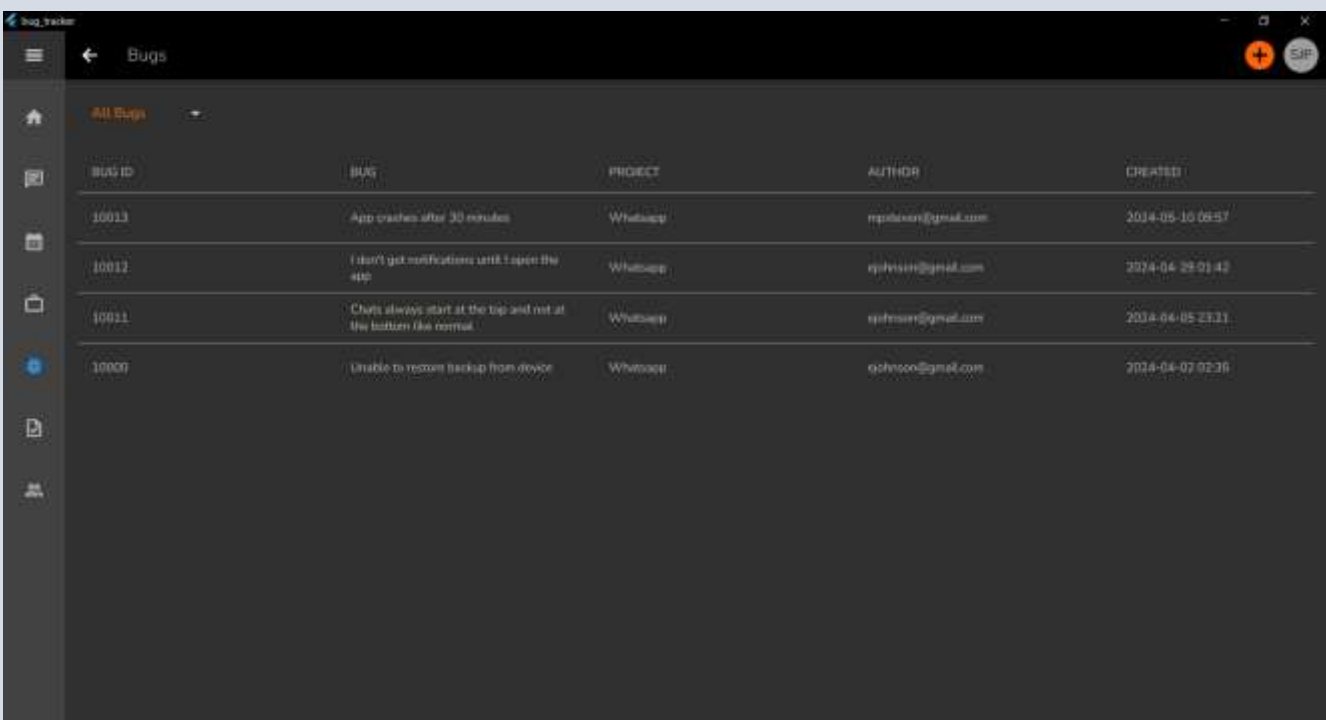 bug_tracker
Bugs
SJF
All Bugs
BUG ID BUG PROJECT AUTHOR CREATED
10013 App crashes after 30 minutes Whatsapp @gmail.com 2024-05-10 09:57
10012 I don't get notifications until I open the Whatsapp 2024-04-29 01:42
app
10011 Chats always start at the top and not at Whatsapp 2024-04-05 23:21
the bottom like normal
Unable to restore backup from device Whatsapp 2024-04-02